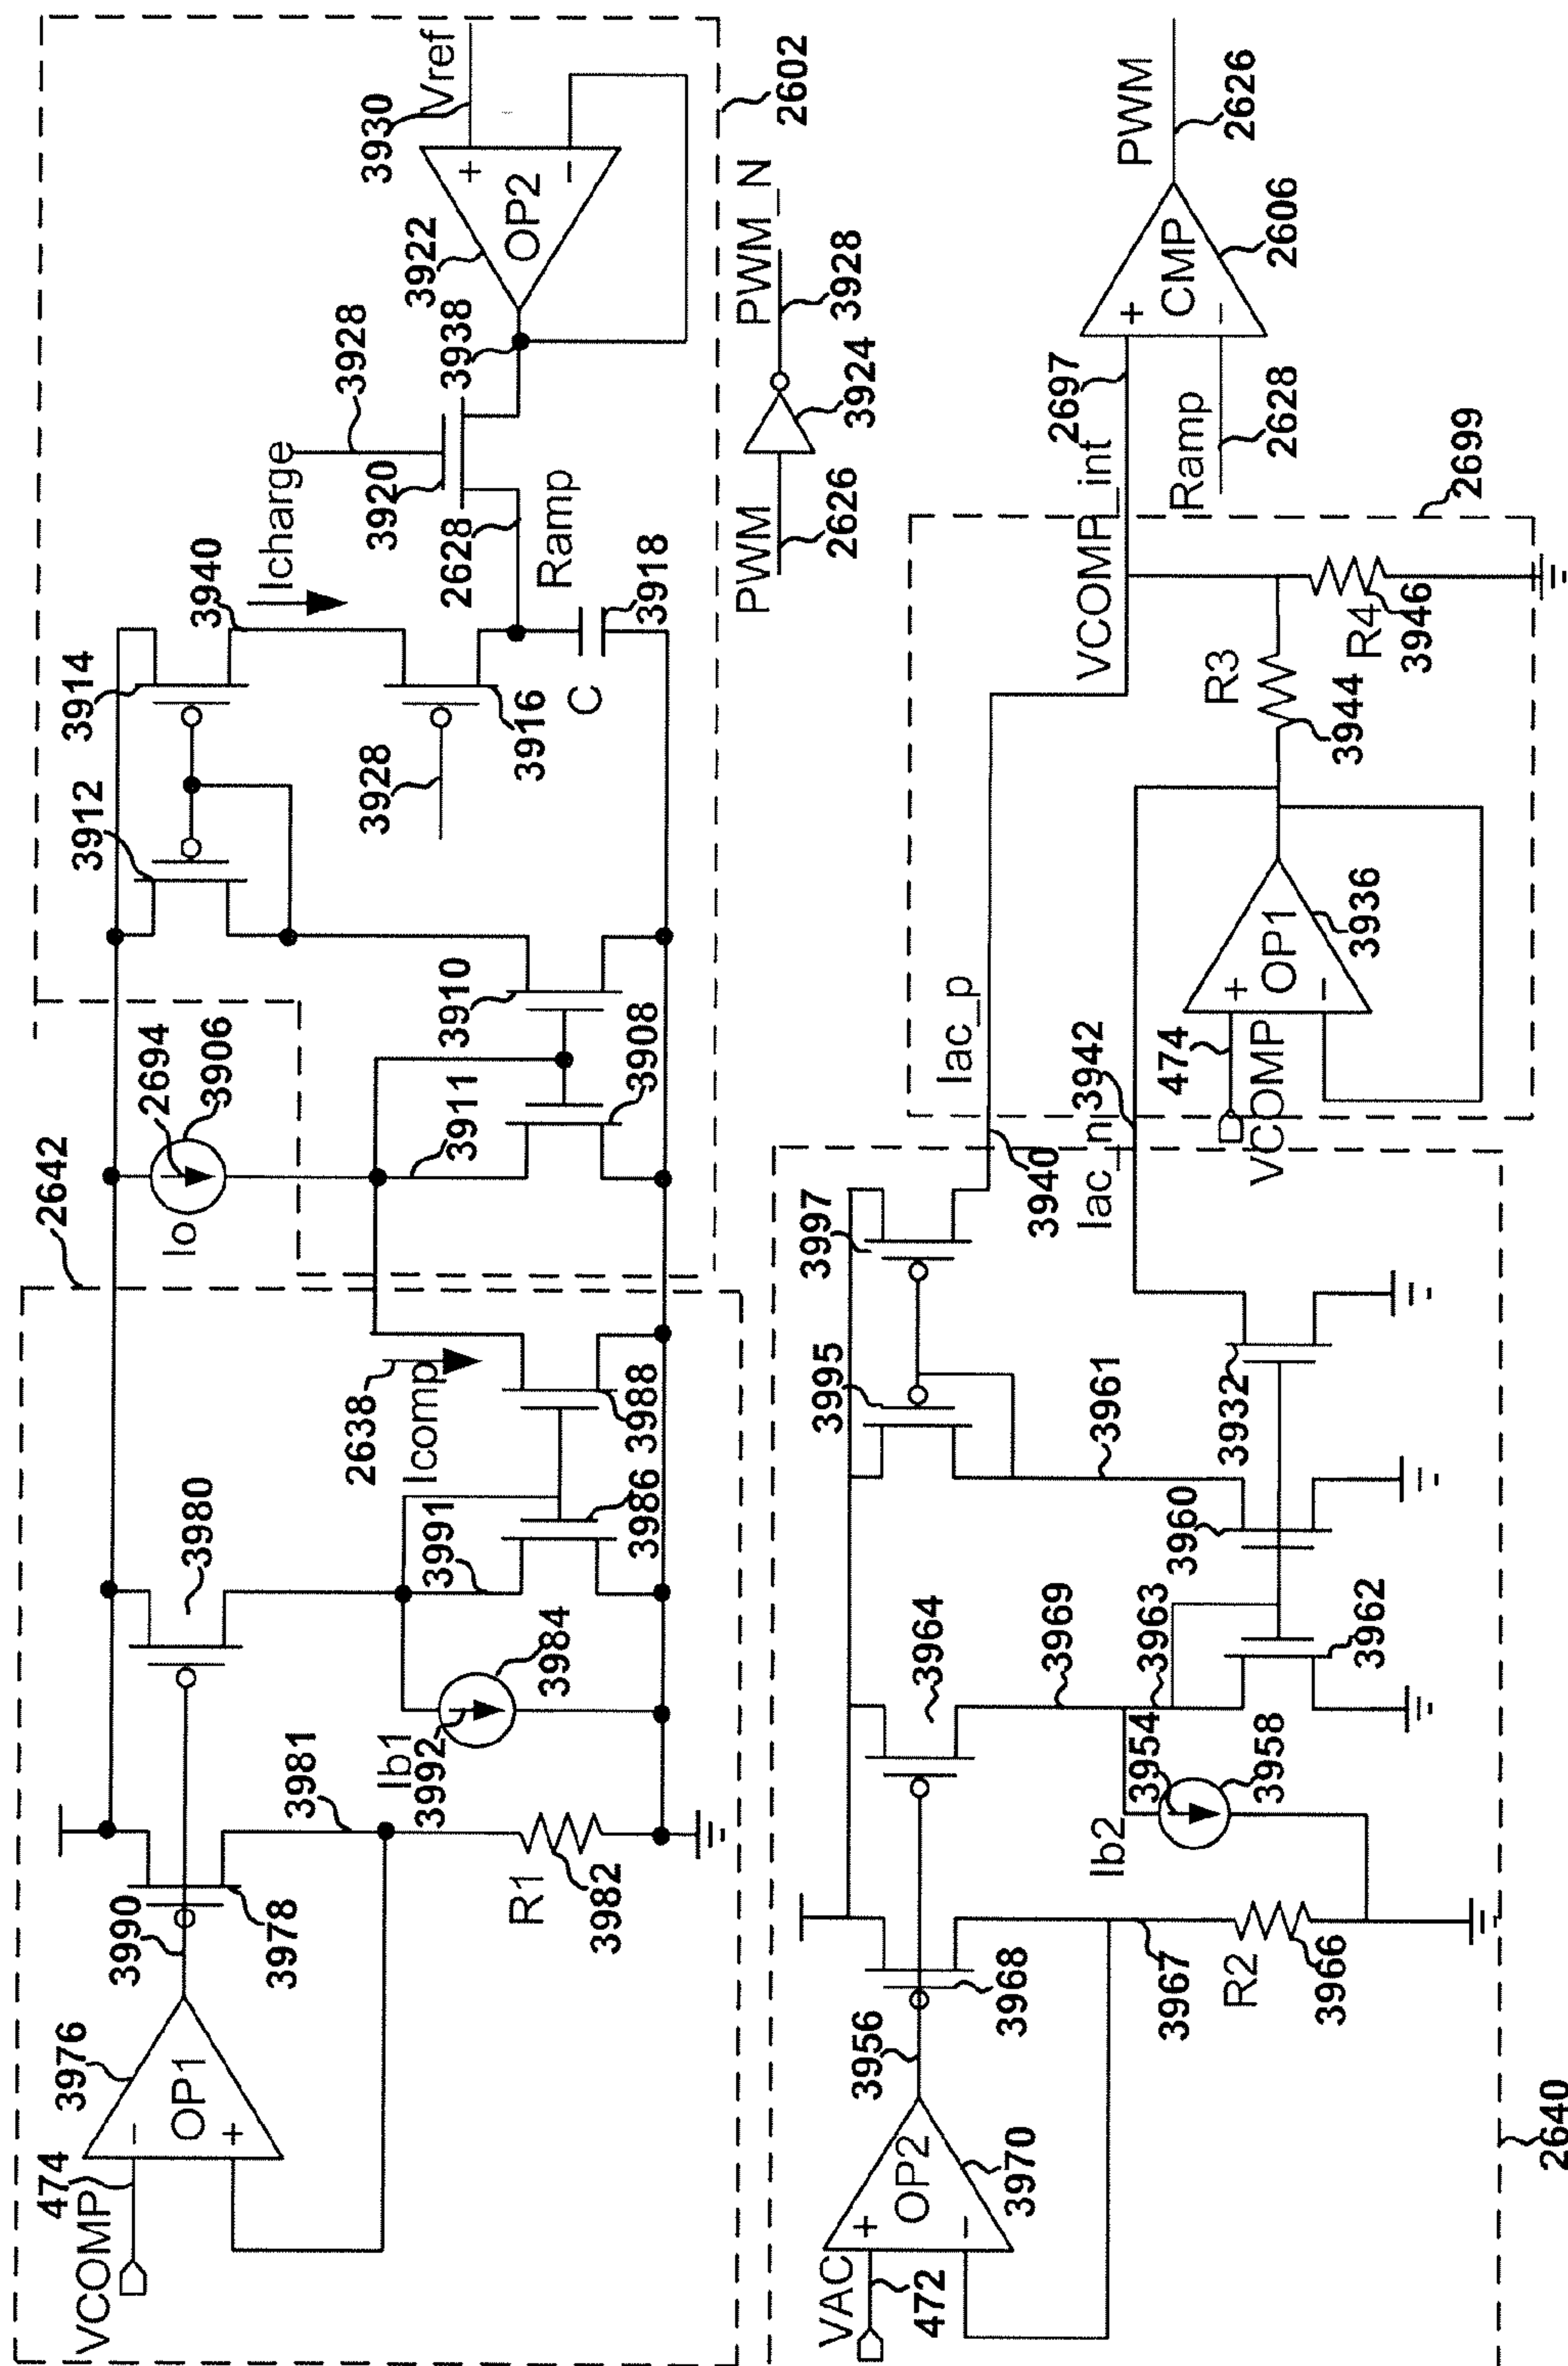 2642
2602
VCOMP
474
3976
OP1
−
+
3990
3978
3981
R1
3982
3980
Ib1
3992
3984
3991
3986
2638
Icomp
3988
Io
2694
3906
3911
3908
3910
3912
3914
3940
Icharge
3928
3916
C
3918
Ramp
2628
3920
3928
3938
3922
OP2
+
−
3930
Vref
PWM
2626
3924
PWM_N
3928
2640
VAC
472
OP2
+
−
3970
3956
3968
3967
R2
3966
3964
3969
3963
Ib2
3954
3958
3962
3960
3961
3995
3997
3932
3940
Iac_p
Iac_n
3942
474
VCOMP
OP1
+
−
3936
R3
3944
R4
3946
VCOMP_int
2697
2699
Ramp
2628
CMP
+
−
2606
PWM
2626